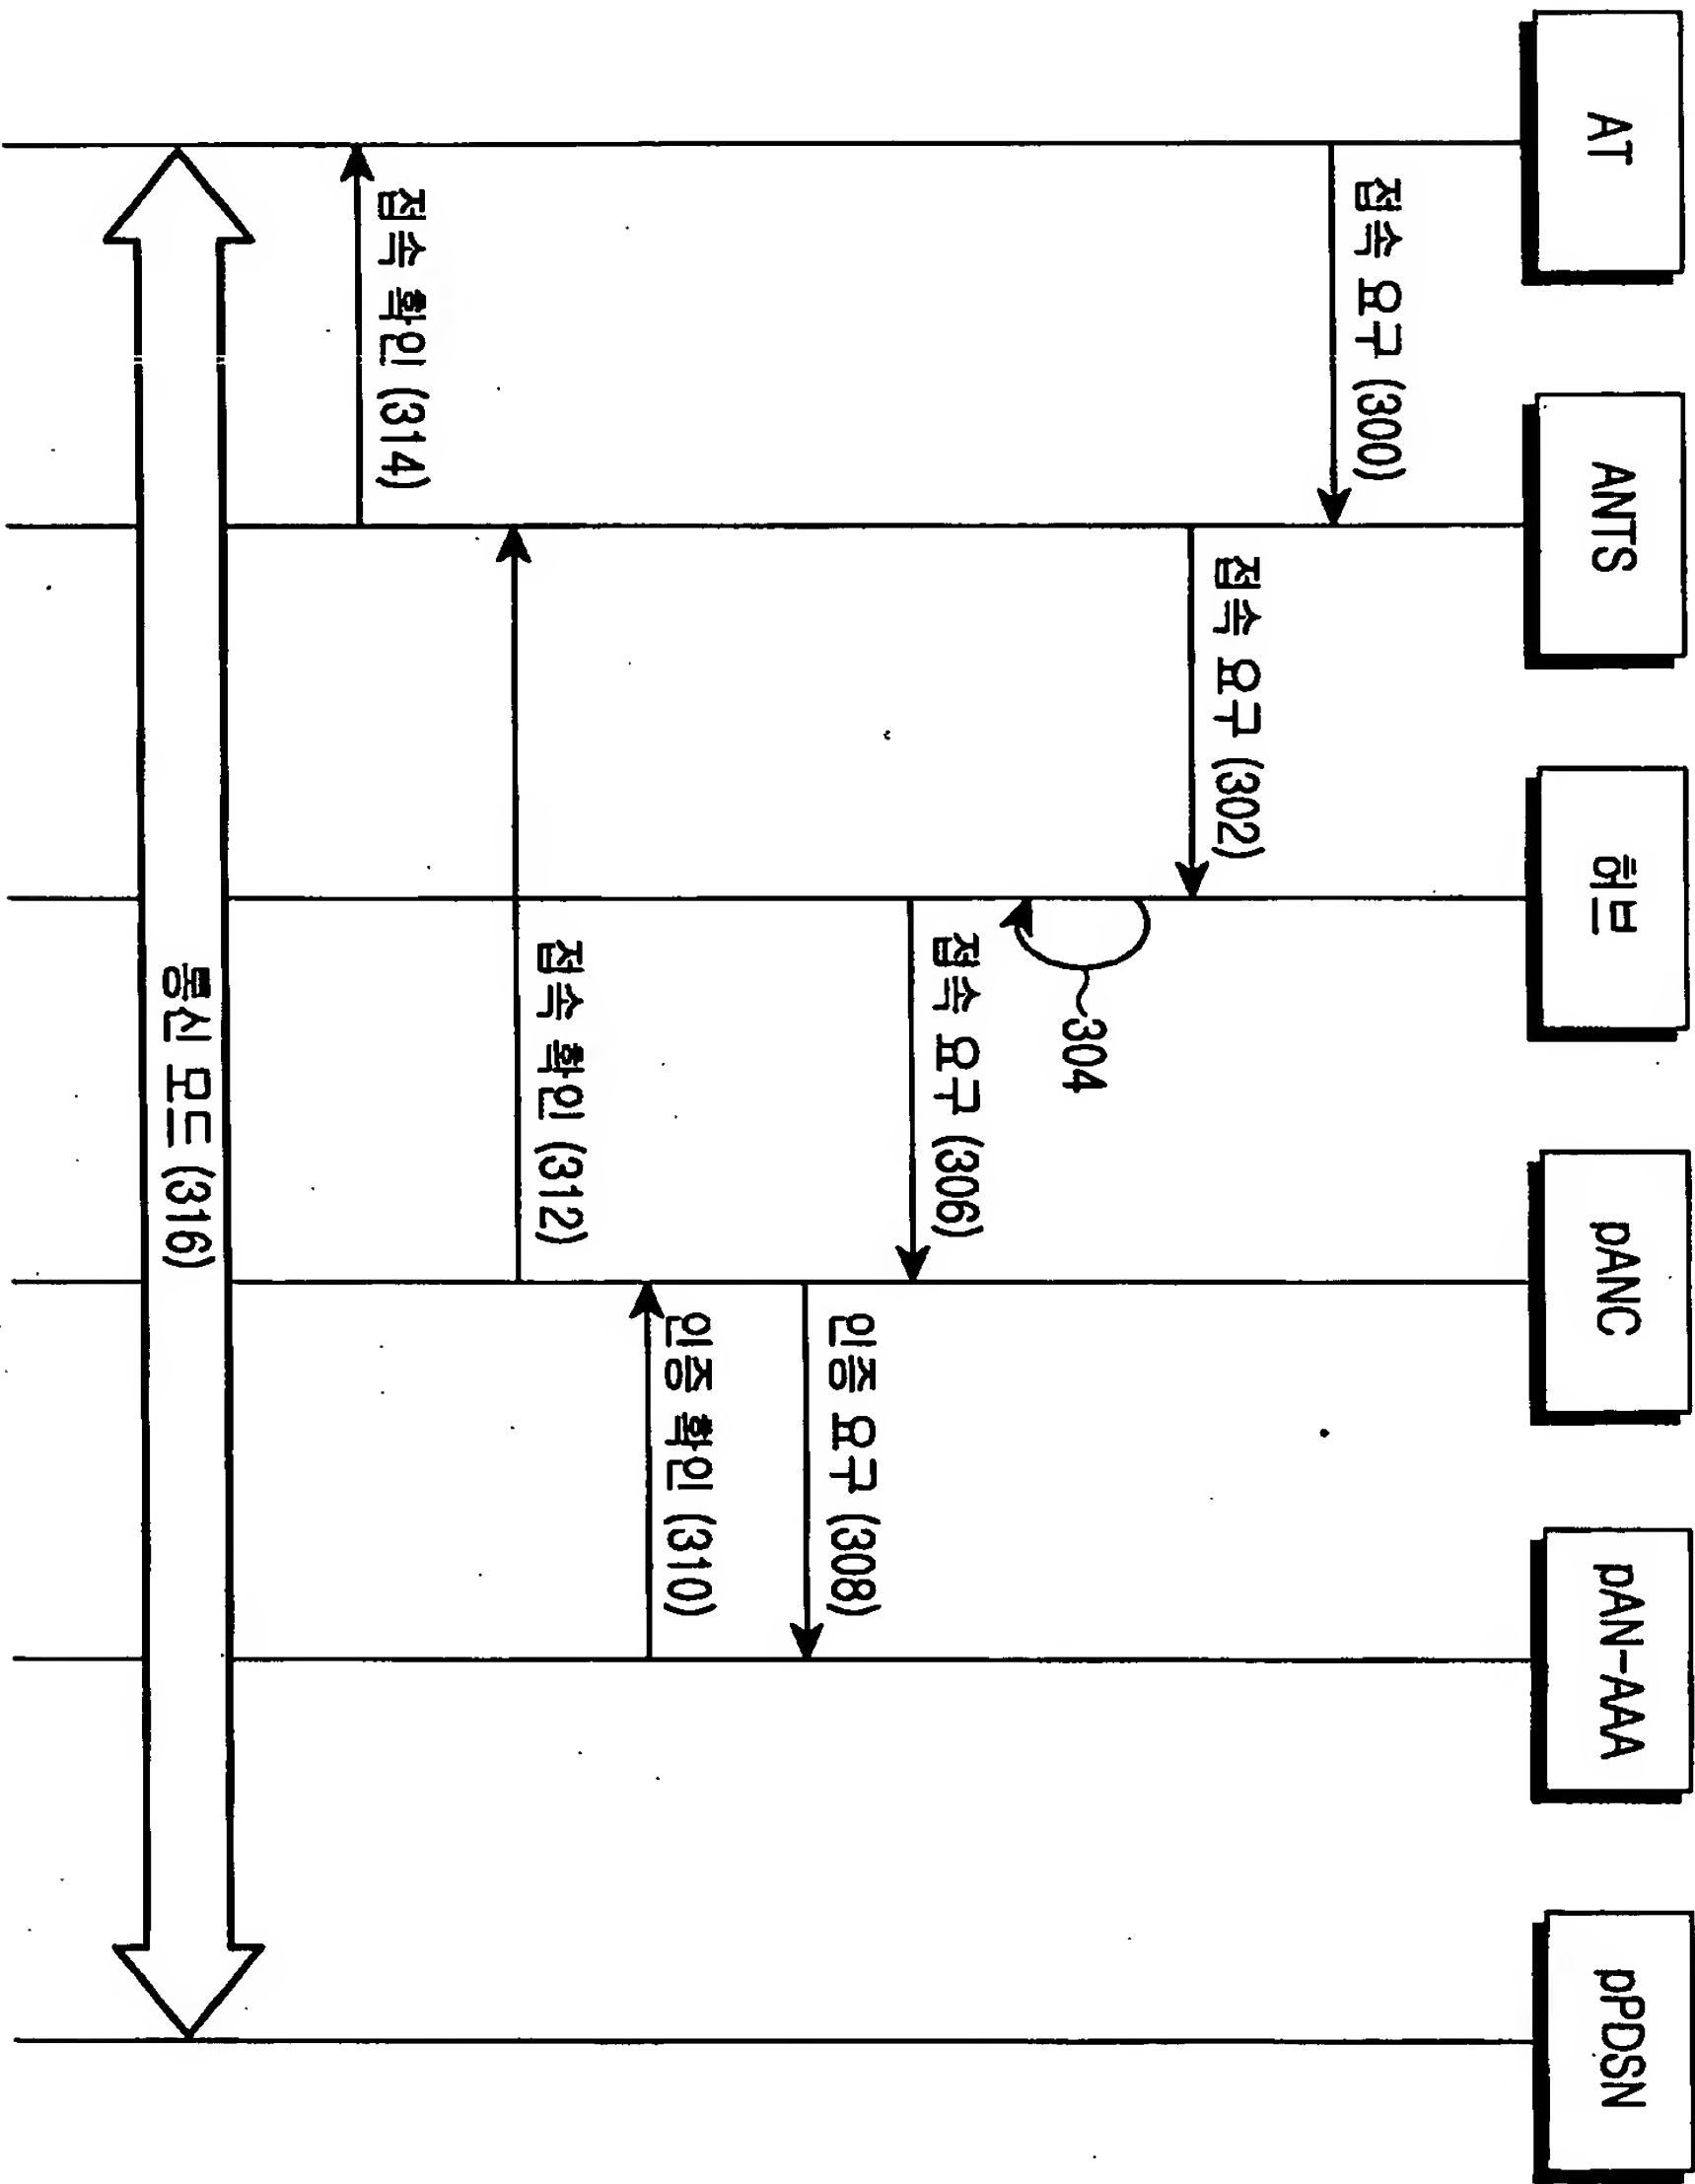 AT
ANTS
허브
pANC
pAN-AAA
pPDSN
접속 요구 (300)
접속 요구 (302)
304
접속 요구 (306)
인증 요구 (308)
인증 확인 (310)
접속 확인 (312)
접속 확인 (314)
통신 모드 (316)